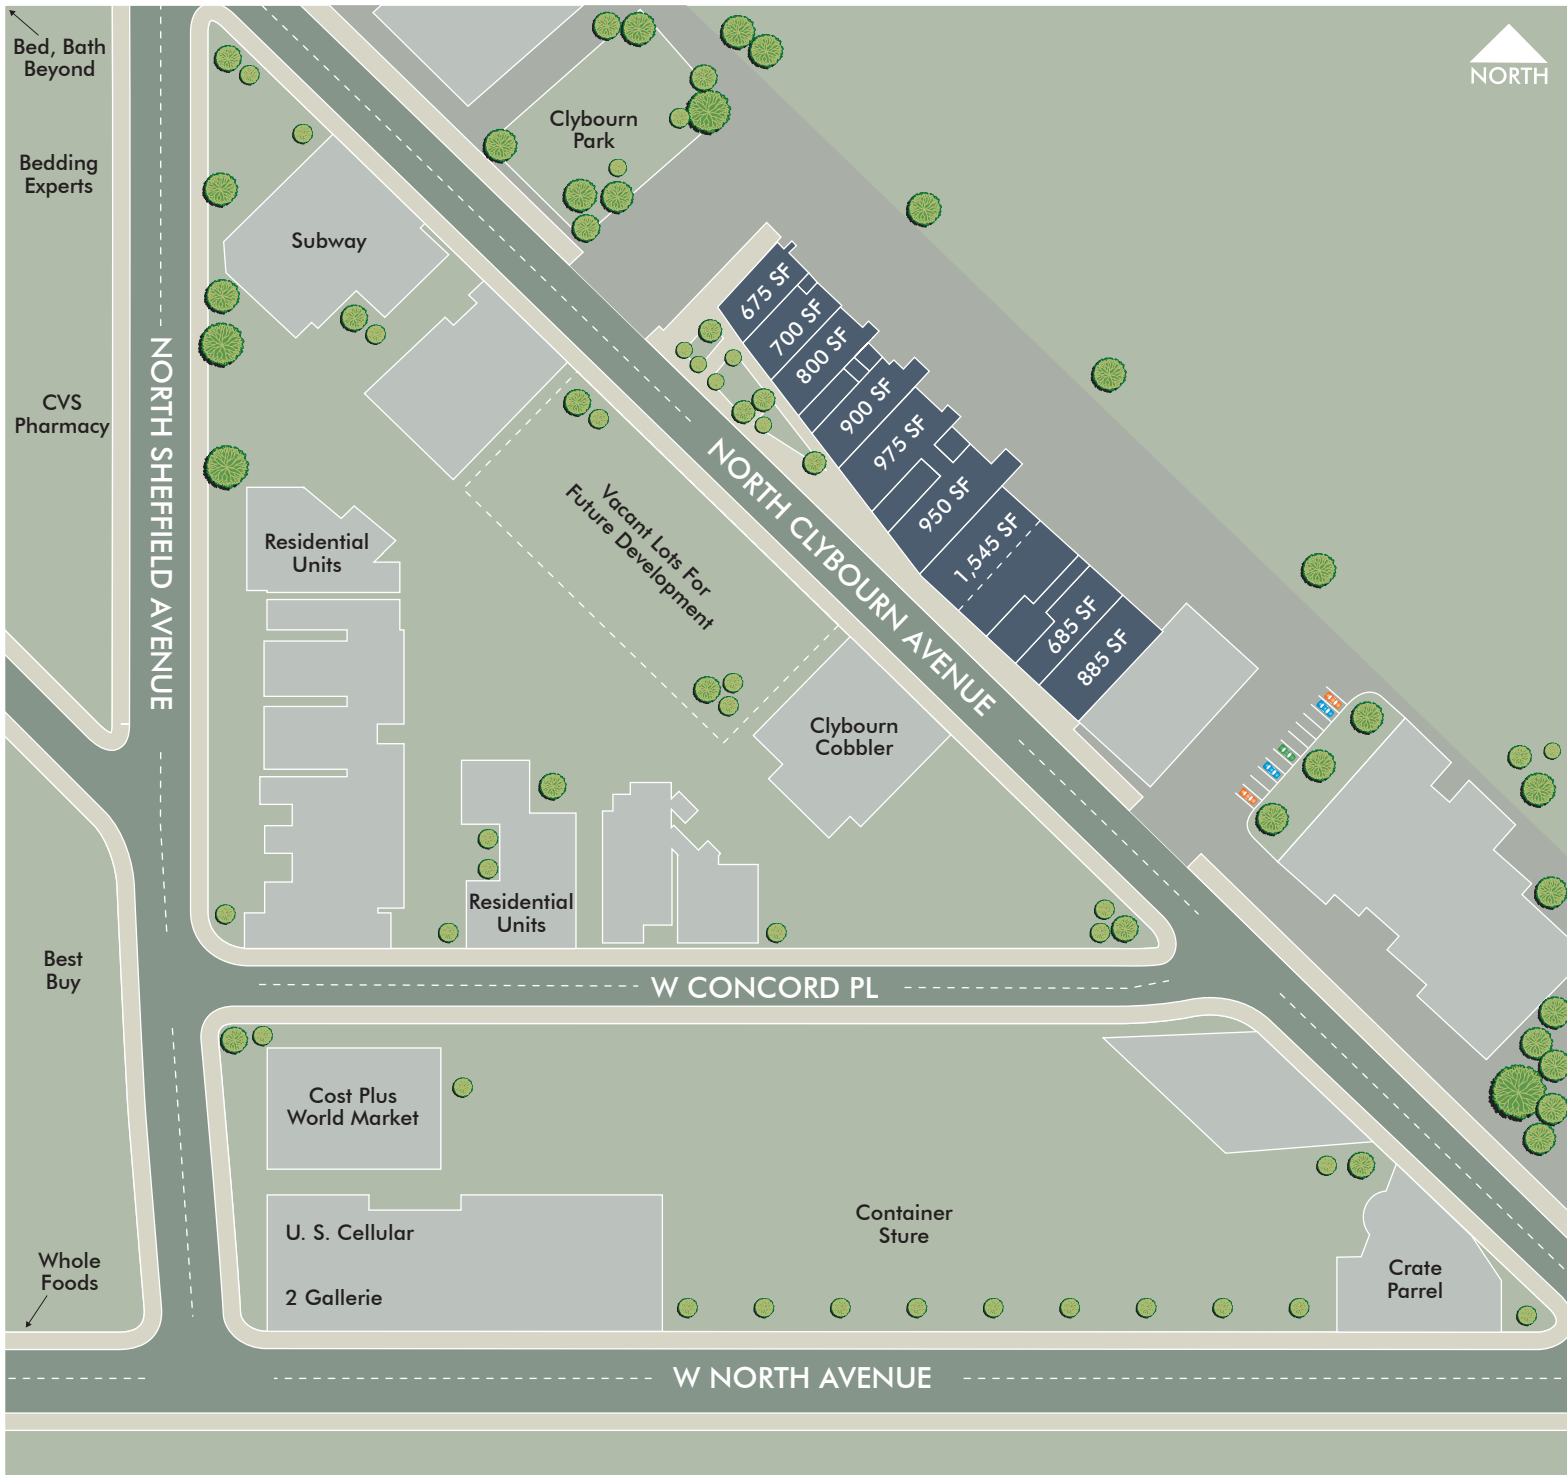 Bed, Bath
Beyond
NORTH
Clybourn
Park
Bedding
Experts
Subway
675 SF
700 SF
800 SF
900 SF
975 SF
950 SF
1,545 SF
685 SF
885 SF
CVS
Pharmacy
NORTH SHEFFIELD AVENUE
NORTH CLYBOURN AVENUE
Vacant Lots For
Future Development
Residential
Units
Clybourn
Cobbler
Residential
Units
Best
Buy
W CONCORD PL
Cost Plus
World Market
U. S. Cellular
2 Gallerie
Container
Sture
Whole
Foods
Crate
Parrel
W NORTH AVENUE